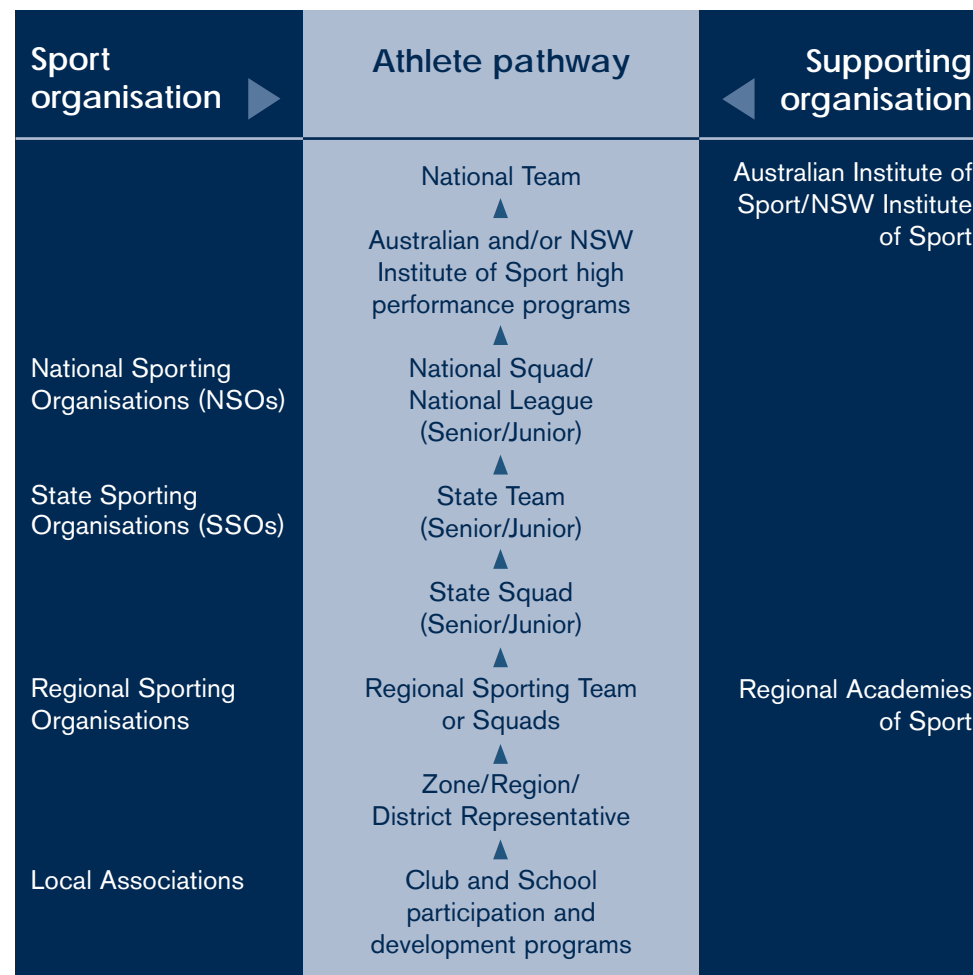 Sport
organisation
Athlete pathway
Supporting
organisation
National Team
Australian Institute of
Sport/NSW Institute
of Sport
Australian and/or NSW
Institute of Sport high
performance programs
National Sporting
Organisations (NSOs)
National Squad/
National League
(Senior/Junior)
State Sporting
Organisations (SSOs)
State Team
(Senior/Junior)
State Squad
(Senior/Junior)
Regional Sporting
Organisations
Regional Sporting Team
or Squads
Regional Academies
of Sport
Zone/Region/
District Representative
Local Associations
Club and School
participation and
development programs